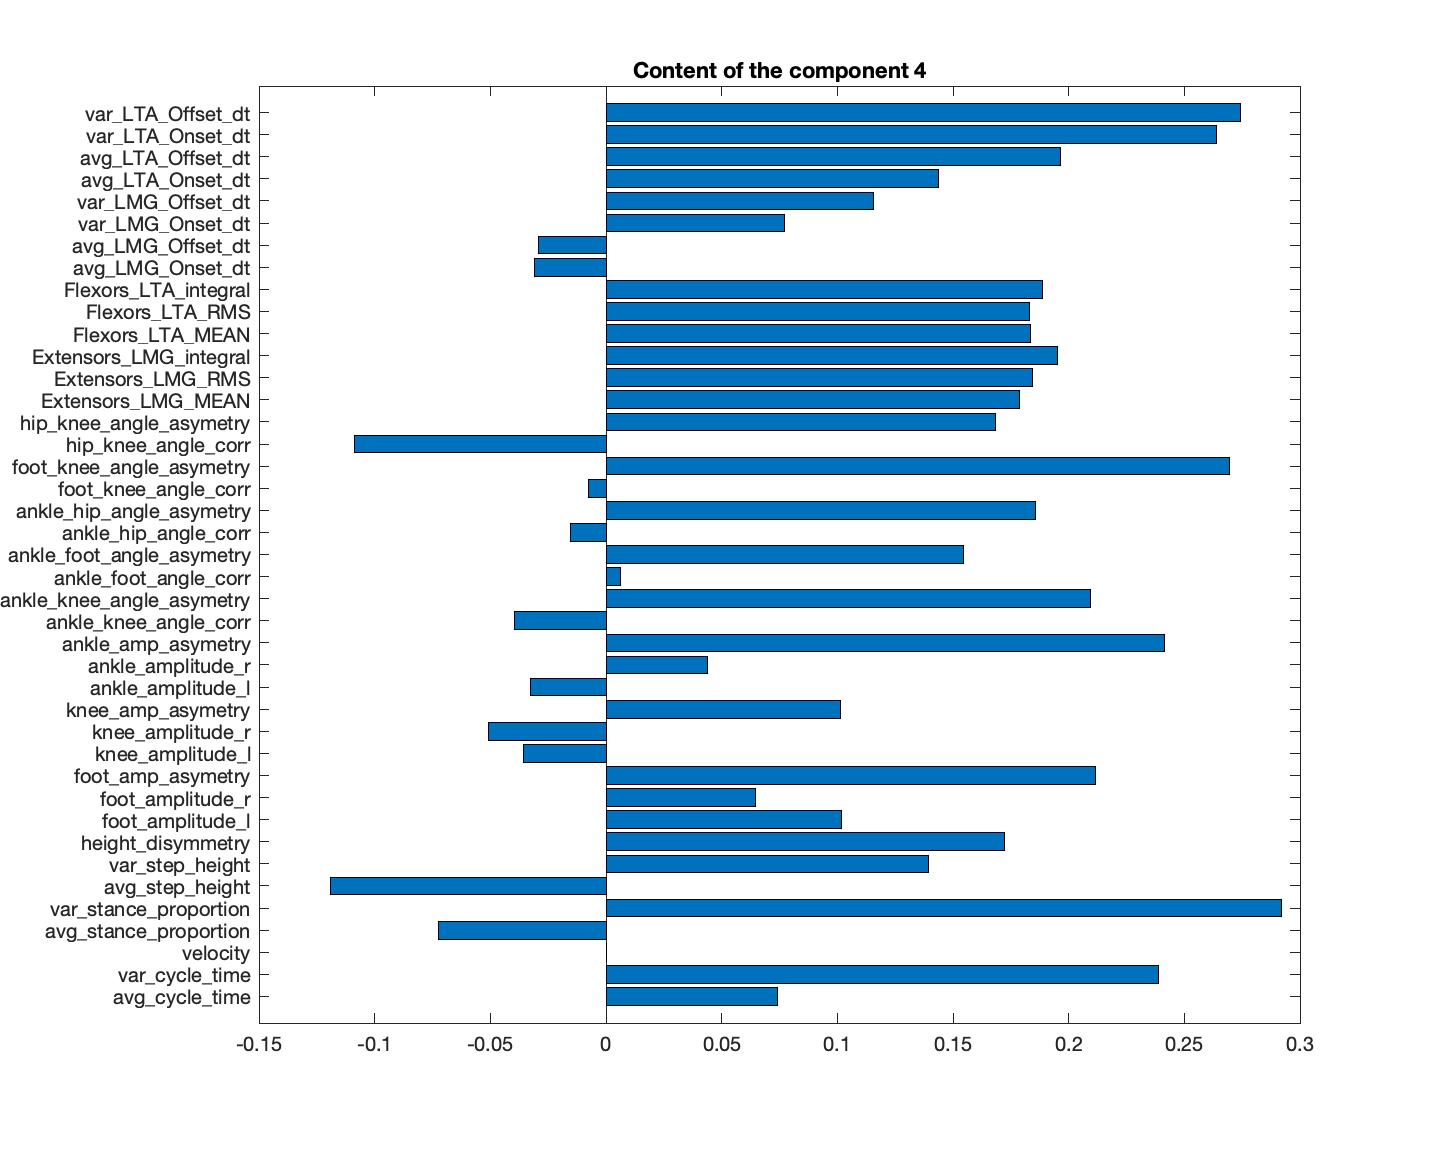 Content of the component 4
var_LTA_Offset_dt
var_LTA_Onset_dt
avg_LTA_Offset_dt
avg_LTA_Onset_dt
var_LMG_Offset_dt
var_LMG_Onset_dt
avg_LMG_Offset_dt
avg_LMG_Onset_dt
Flexors_LTA_integral
Flexors_LTA_RMS
Flexors_LTA_MEAN
Extensors_LMG_integral
Extensors_LMG_RMS
Extensors_LMG_MEAN
hip_knee_angle_asymetry
hip_knee_angle_corr
foot_knee_angle_asymetry
foot_knee_angle_corr
ankle_hip_angle_asymetry
ankle_hip_angle_corr
ankle_foot_angle_asymetry
ankle_foot_angle_corr
ankle_knee_angle_asymetry
ankle_knee_angle_corr
ankle_amp_asymetry
ankle_amplitude_r
ankle_amplitude_l
knee_amp_asymetry
knee_amplitude_r
knee_amplitude_l
foot_amp_asymetry
foot_amplitude_r
foot_amplitude_l
height_disymmetry
var_step_height
avg_step_height
var_stance_proportion
avg_stance_proportion
velocity
var_cycle_time
avg_cycle_time
-0.15 -0.1 -0.05 0 0.05 0.1 0.15 0.2 0.25 0.3